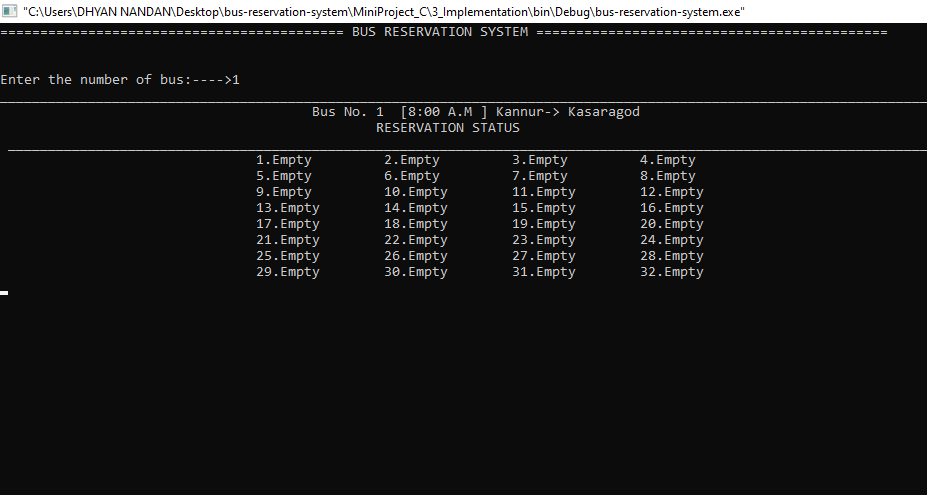 "C:\Users\DHYAN NANDAN\Desktop\bus-reservation-system\MiniProject_C\3_Implementation\bin\Debug\bus-reservation-system.exe"
=========================================== BUS RESERVATION SYSTEM ============================================
Enter the number of bus:---->1
Bus No. 1  [8:00 A.M ] Kannur-> Kasaragod
RESERVATION STATUS
1.Empty 2.Empty 3.Empty 4.Empty
5.Empty 6.Empty 7.Empty 8.Empty
9.Empty 10.Empty 11.Empty 12.Empty
13.Empty 14.Empty 15.Empty 16.Empty
17.Empty 18.Empty 19.Empty 20.Empty
21.Empty 22.Empty 23.Empty 24.Empty
25.Empty 26.Empty 27.Empty 28.Empty
29.Empty 30.Empty 31.Empty 32.Empty